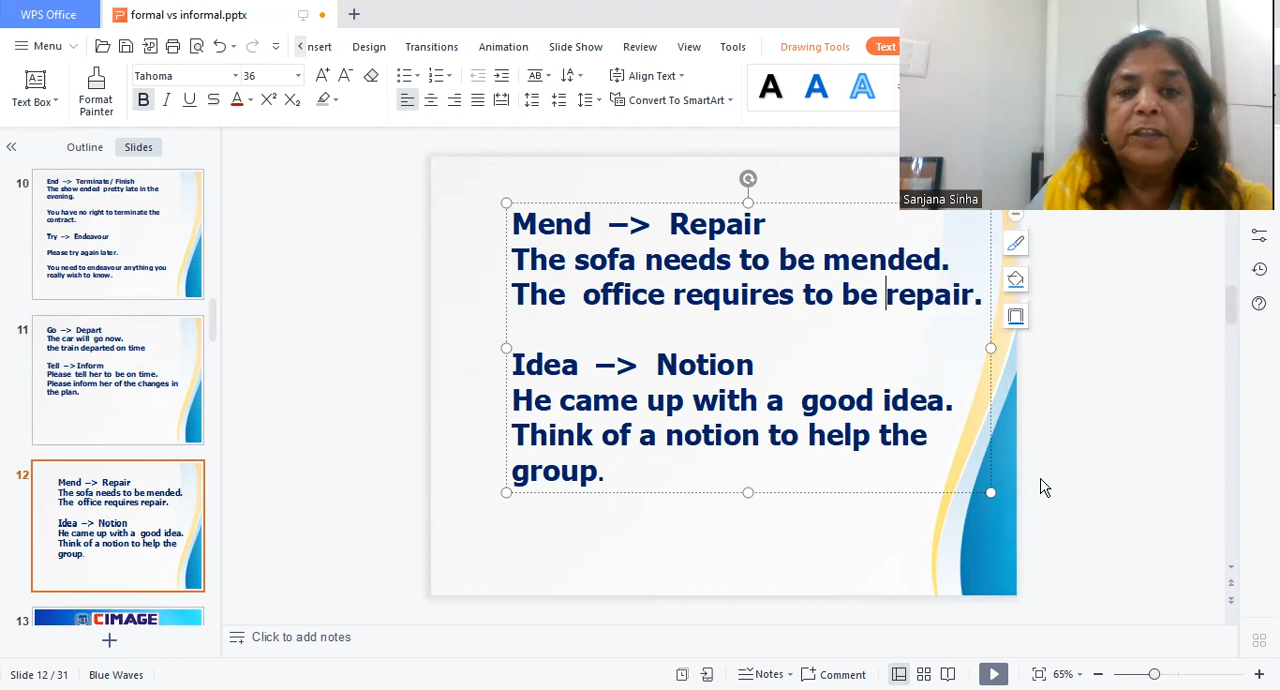 WPS Office
formal vs informal.pptx
Menu
nsert Design Transitions Animation Slide Show Review View Tools Drawing Tools Text
Text Box
Format
Painter
Tahoma 36
Align Text
Convert To SmartArt
Outline Slides
10
End –> Terminate / Finish
The show ended pretty late in the
evening.
You have no right to terminate the
contract.
Try –> Endeavour
Please try again later.
You need to endeavour anything you
really wish to know.
11
Go –> Depart
The car will go now.
the train departed on time
Tell –> Inform
Please tell her to be on time.
Please inform her of the changes in
the plan.
12
Mend –> Repair
The sofa needs to be mended.
The office requires repair.
Idea –> Notion
He came up with a good idea.
Think of a notion to help the
group.
13
CIMAGE
Mend –> Repair
The sofa needs to be mended.
The office requires to be repair.
Idea –> Notion
He came up with a good idea.
Think of a notion to help the
group.
Sanjana Sinha
Click to add notes
Slide 12 / 31 Blue Waves Notes Comment 65%